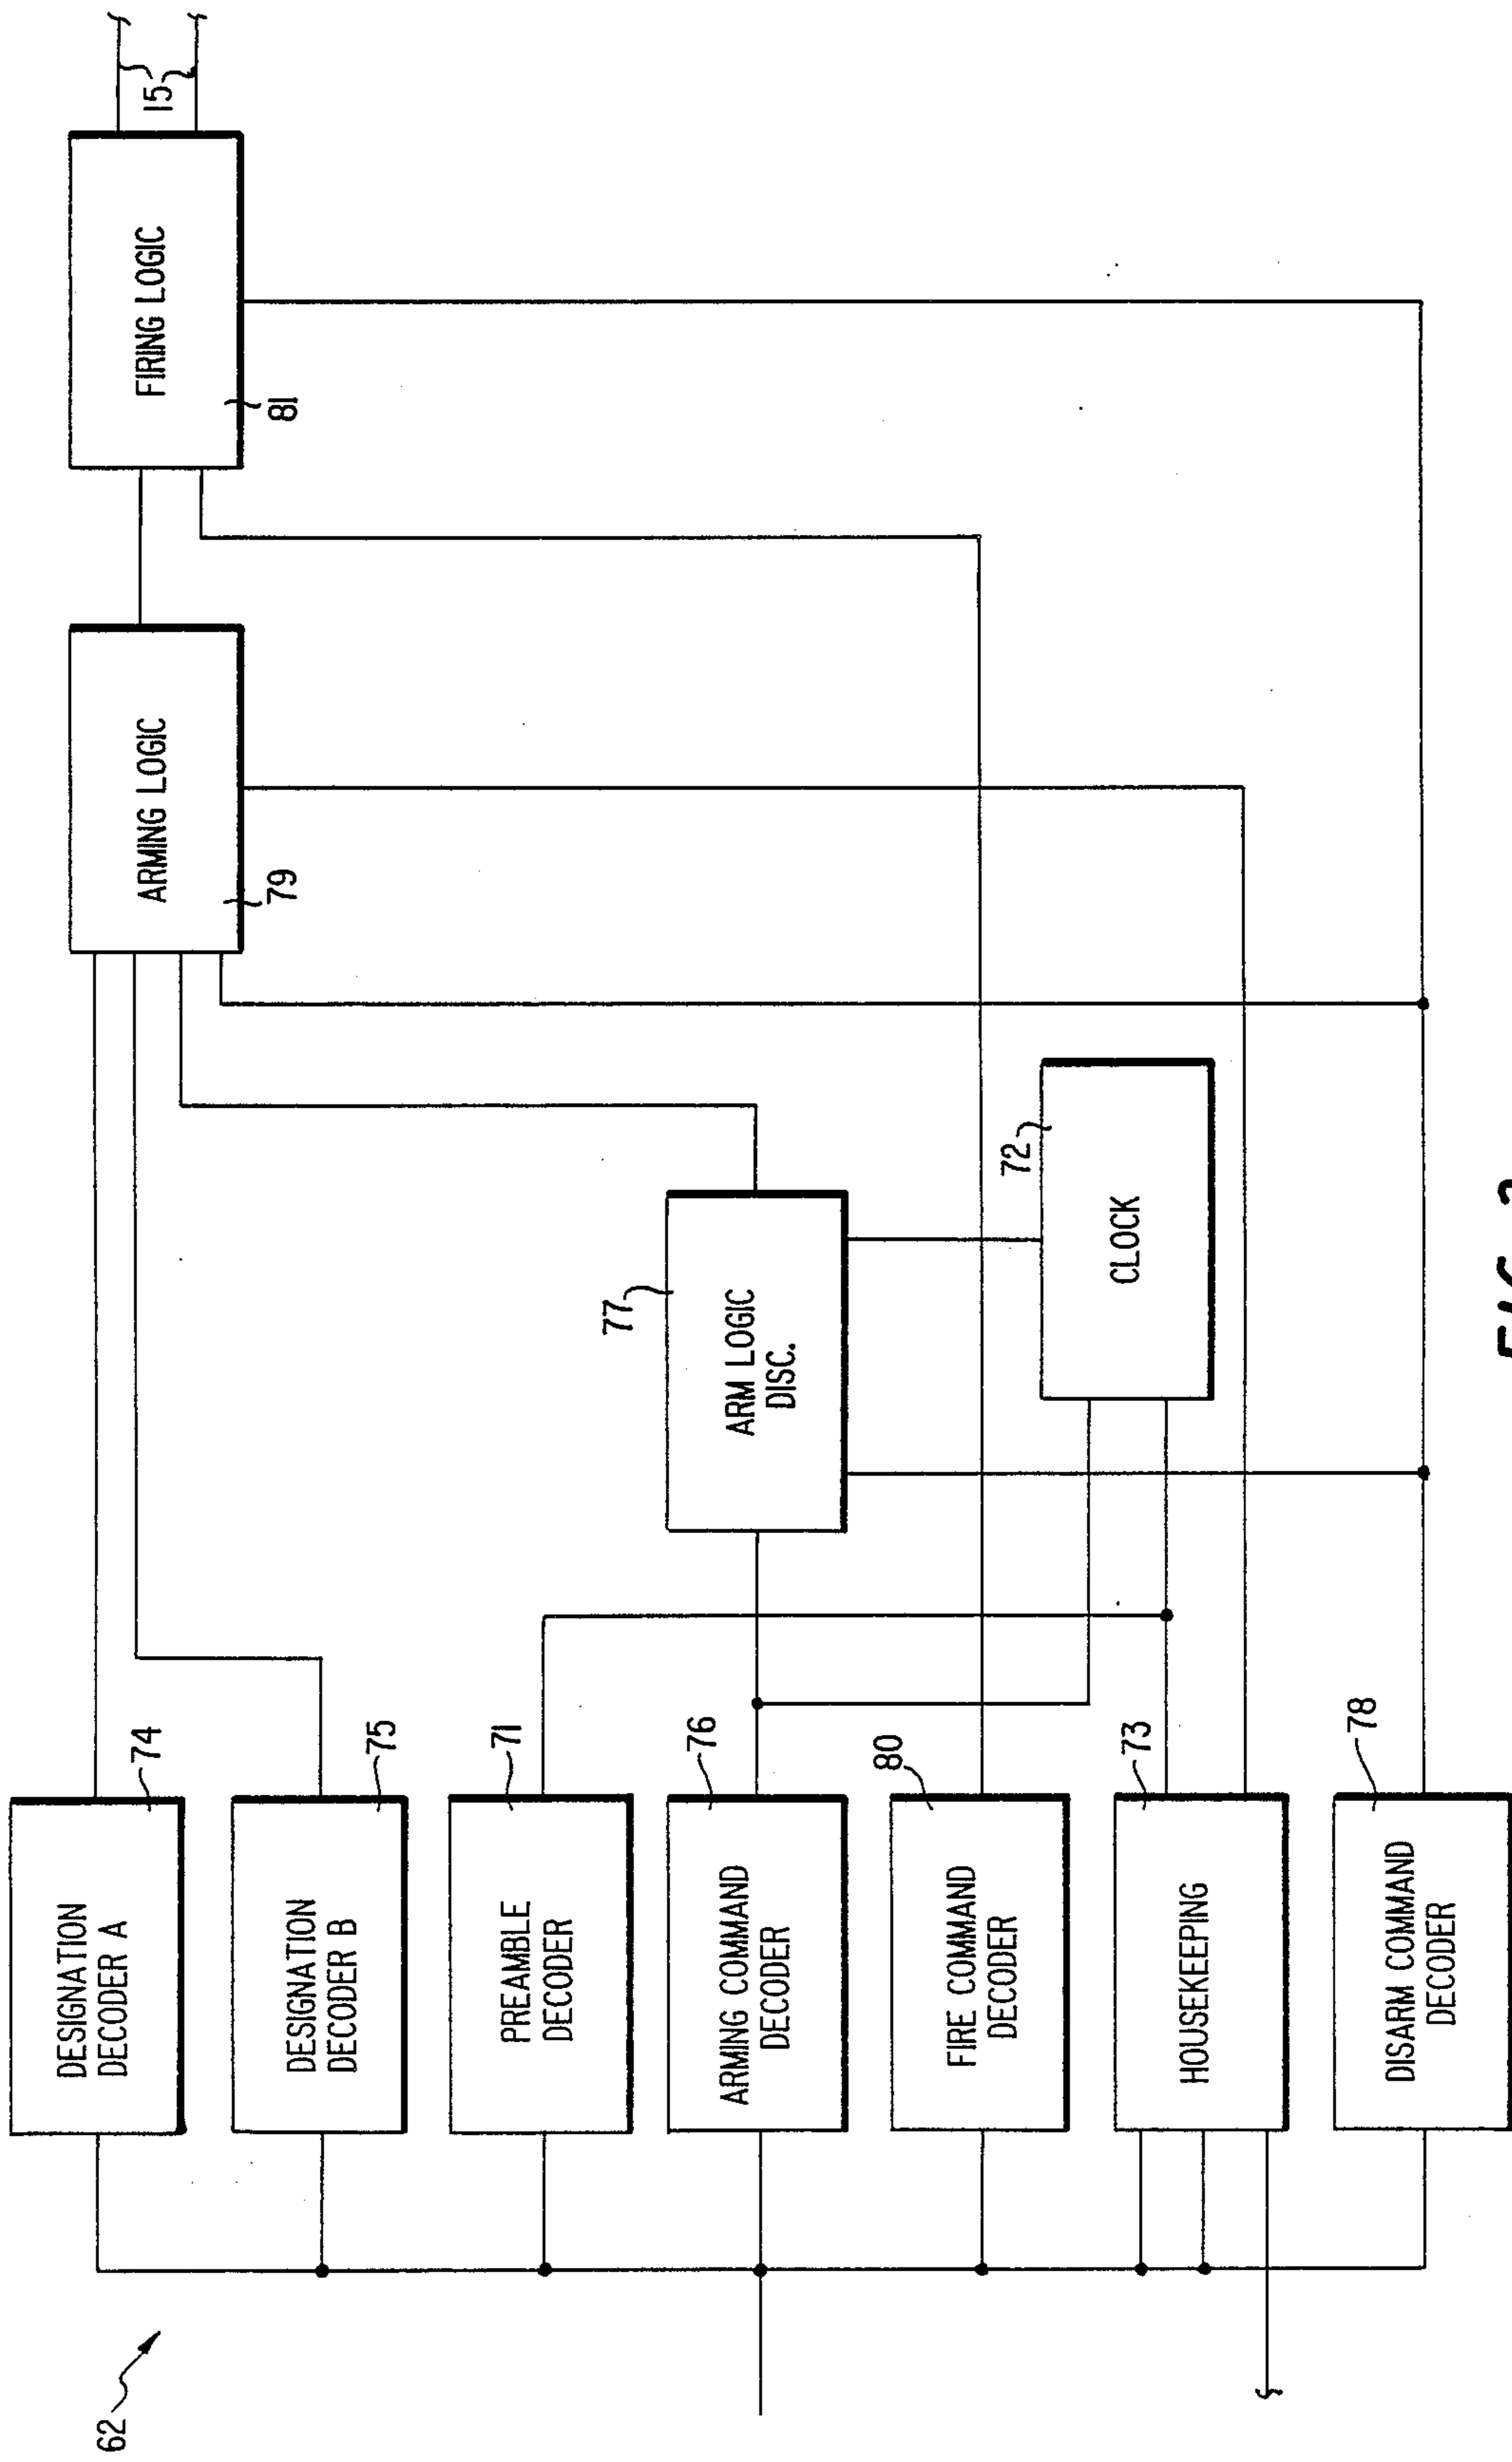 62
DESIGNATION
DECODER A
74
DESIGNATION
DECODER B
75
PREAMBLE
DECODER
71
ARMING COMMAND
DECODER
76
FIRE COMMAND
DECODER
80
HOUSEKEEPING
73
DISARM COMMAND
DECODER
78
ARM LOGIC
DISC.
77
CLOCK
72
ARMING LOGIC
79
FIRING LOGIC
81
15